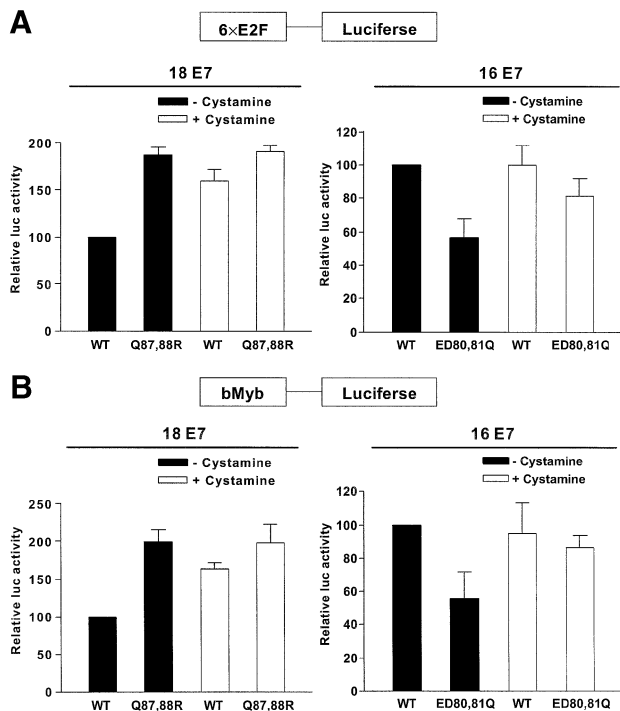 A
6×E2F
Luciferse
18 E7
- Cystamine
+ Cystamine
Relative luc activity
200
150
100
50
0
WT
Q87,88R
WT
Q87,88R
16 E7
- Cystamine
+ Cystamine
Relative luc activity
120
100
80
60
40
20
0
WT
ED80,81Q
WT
ED80,81Q
B
bMyb
Luciferse
18 E7
- Cystamine
+ Cystamine
Relative luc activity
250
200
150
100
50
0
WT
Q87,88R
WT
Q87,88R
16 E7
- Cystamine
+ Cystamine
Relative luc activity
120
100
80
60
40
20
0
WT
ED80,81Q
WT
ED80,81Q